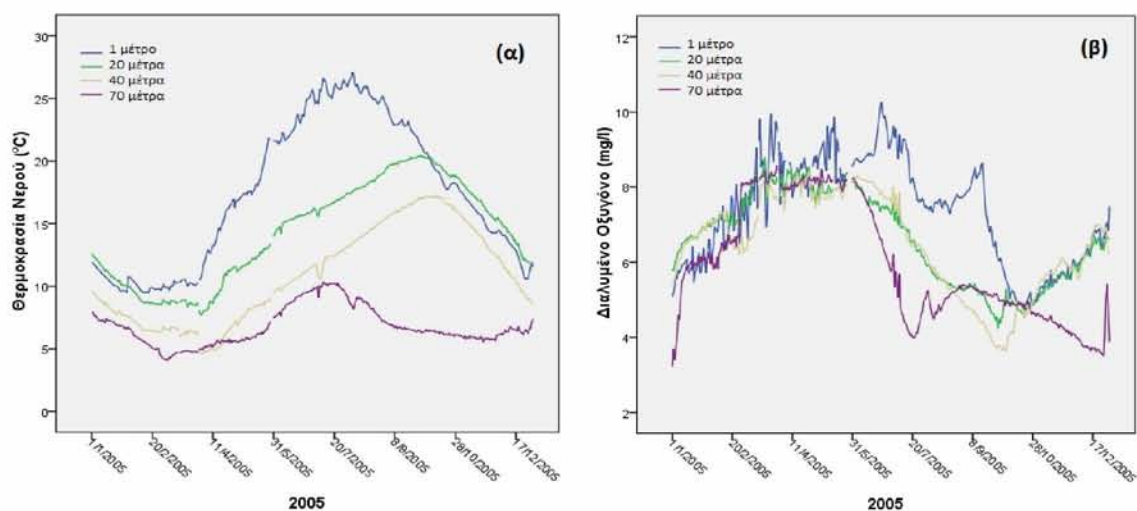 (α)
1 μέτρο
20 μέτρα
40 μέτρα
70 μέτρα
Θερμοκρασία Νερού (°C)
30
25
20
15
10
5
0
1/1/2005
20/2/2005
11/4/2005
31/5/2005
20/7/2005
8/9/2005
28/10/2005
17/12/2005
2005
(β)
1 μέτρο
20 μέτρα
40 μέτρα
70 μέτρα
Διαλυμένο Οξυγόνο (mg/l)
12
10
8
6
4
2
1/1/2005
20/2/2005
11/4/2005
31/5/2005
20/7/2005
8/9/2005
28/10/2005
17/12/2005
2005